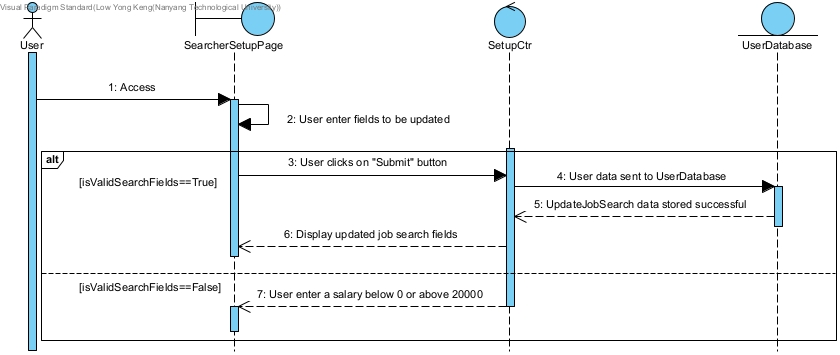 Visual Paradigm Standard(Low Yong Keng(Nanyang Technological University))
User
SearcherSetupPage
SetupCtr
UserDatabase
1: Access
2: User enter fields to be updated
alt
3: User clicks on "Submit" button
[isValidSearchFields==True]
4: User data sent to UserDatabase
5: UpdateJobSearch data stored successful
6: Display updated job search fields
[isValidSearchFields==False]
7: User enter a salary below 0 or above 20000